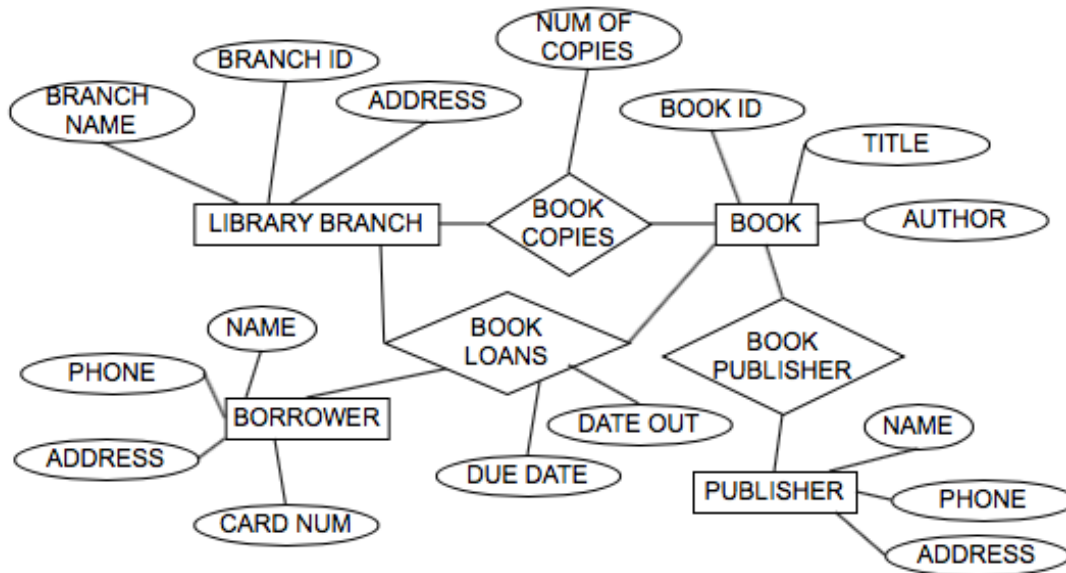 NUM OF
COPIES
BRANCH ID
BRANCH
NAME
ADDRESS
BOOK ID
TITLE
LIBRARY BRANCH
BOOK
COPIES
BOOK
AUTHOR
NAME
BOOK
LOANS
BOOK
PUBLISHER
PHONE
BORROWER
DATE OUT
NAME
ADDRESS
DUE DATE
PUBLISHER
PHONE
CARD NUM
ADDRESS